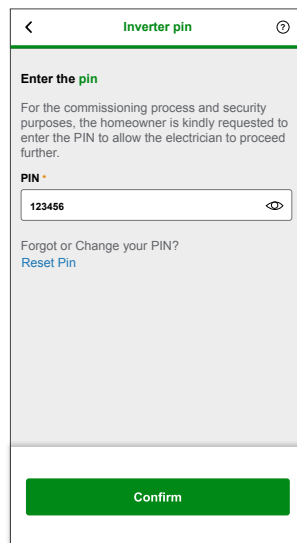 Inverter pin
Enter the pin
For the commissioning process and security
purposes, the homeowner is kindly requested to
enter the PIN to allow the electrician to proceed
further.
PIN *
123456
Forgot or Change your PIN?
Reset Pin
Confirm